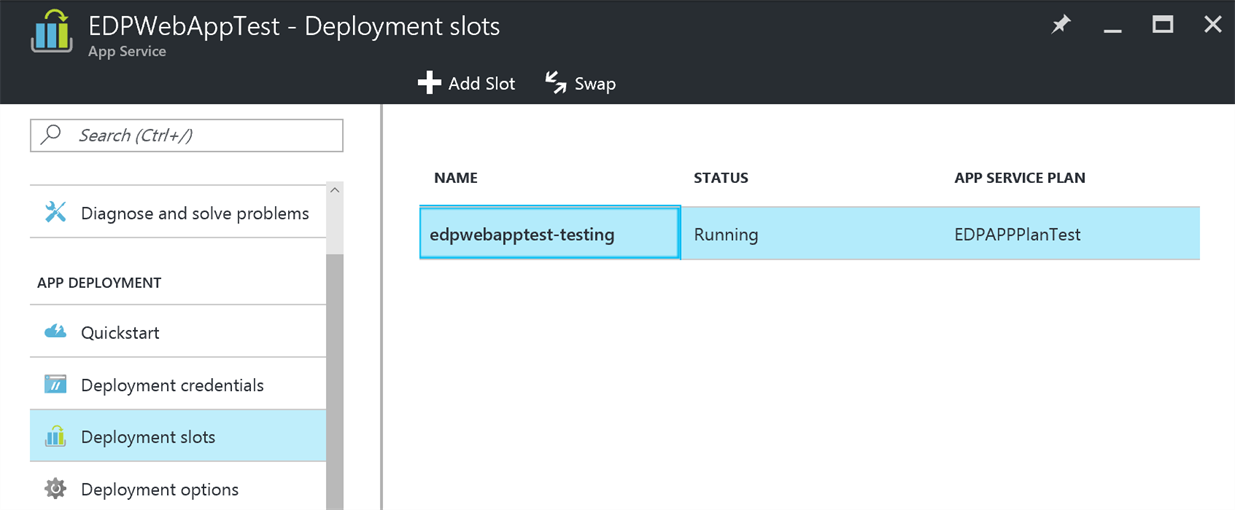 EDPWebAppTest - Deployment slots
App Service
Add Slot Swap
Search (Ctrl+/)
Diagnose and solve problems
APP DEPLOYMENT
Quickstart
Deployment credentials
Deployment slots
Deployment options
NAME STATUS APP SERVICE PLAN
edpwebapptest-testing Running EDPAPPPlanTest